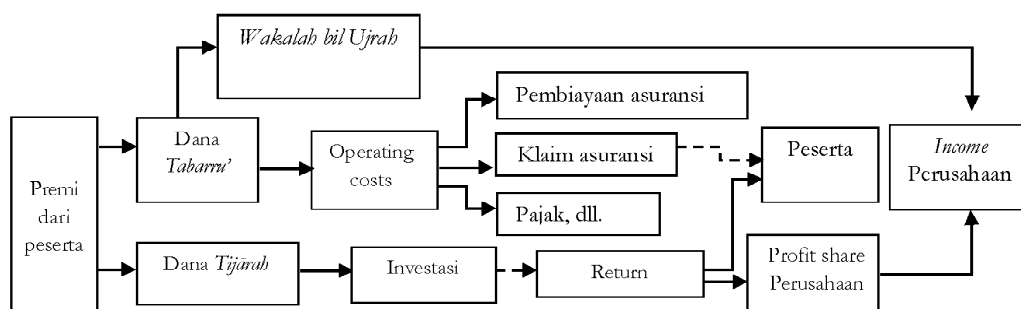 Wakalah bil Ujrah
Pembiayaan asuransi
Dana
Tabarru'
Operating
costs
Klaim asuransi
Peserta
Income
Perusahaan
Premi
dari
peserta
Pajak, dll.
Dana Tijārah
Investasi
Return
Profit share
Perusahaan